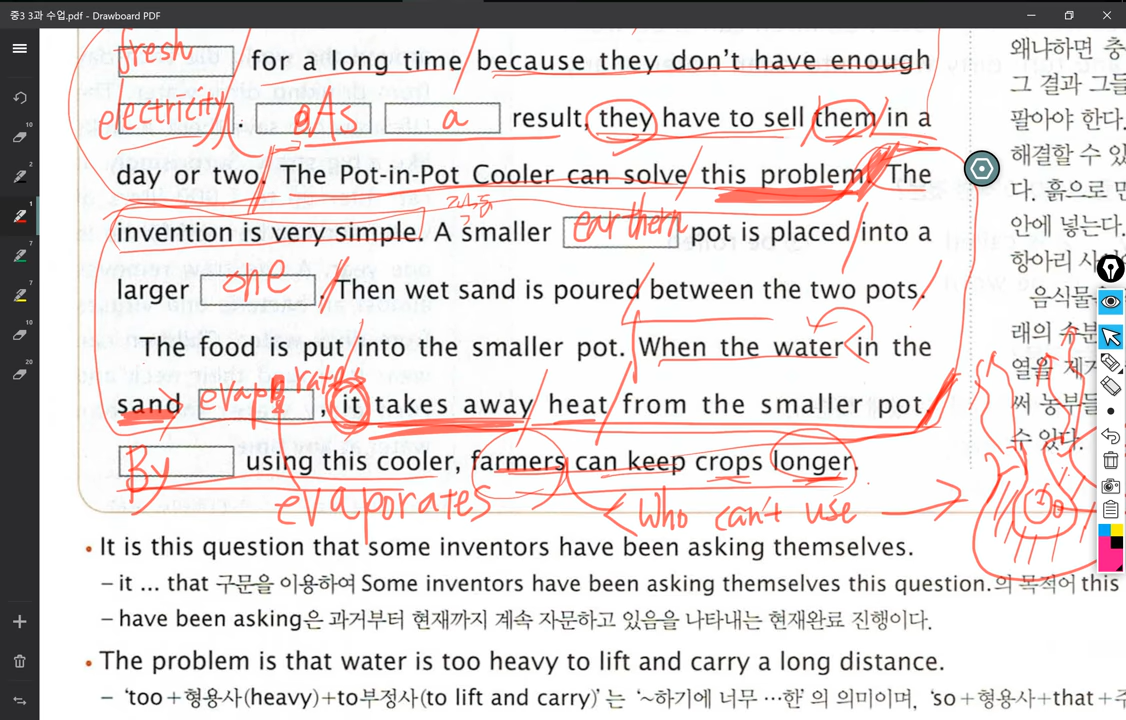 중3 3과 수업.pdf - Drawboard PDF
fresh for a long time because they don't have enough
electricity. As a result, they have to sell them in a
day or two. The Pot-in-Pot Cooler can solve this problem. The
invention is very simple. A smaller earthern pot is placed into a
larger one. Then wet sand is poured between the two pots.
The food is put into the smaller pot. When the water in the
sand evaporates, it takes away heat from the smaller pot.
By using this cooler, farmers can keep crops longer.
evaporates
who can't use
• It is this question that some inventors have been asking themselves.
– it … that 구문을 이용하여 Some inventors have been asking themselves this question.의 목적어 this
– have been asking은 과거부터 현재까지 계속 자문하고 있음을 나타내는 현재완료 진행이다.
• The problem is that water is too heavy to lift and carry a long distance.
– ‘too+형용사(heavy)+to부정사(to lift and carry)’는 ‘~하기에 너무 …한’의 의미이며, ‘so+형용사+that+주
왜냐하면 충
그 결과 그들
팔아야 한다.
해결할 수 있
다. 흙으로 만
안에 넣는다.
항아리 사
음식물
래의 수분
열을 제거
써 농부들
수 있다.
10
2
1
7
7
10
20